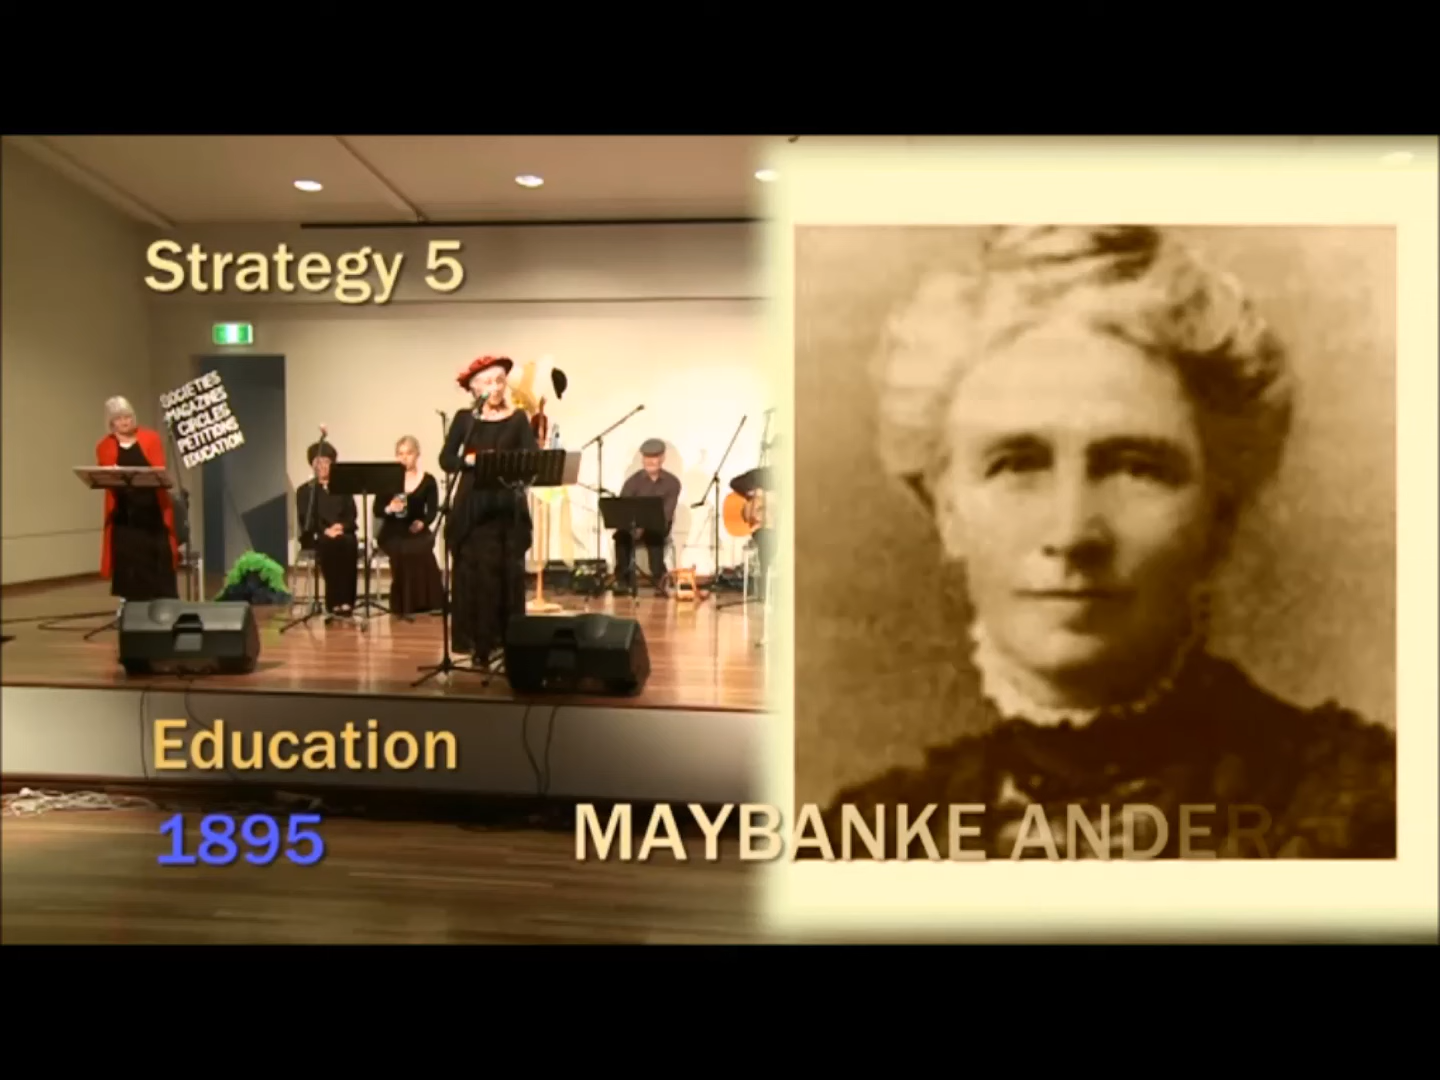 Strategy 5
SOCIETIES
MAGAZINES
CIRCLES
PETITIONS
EDUCATION
Education
1895
MAYBANKE ANDER